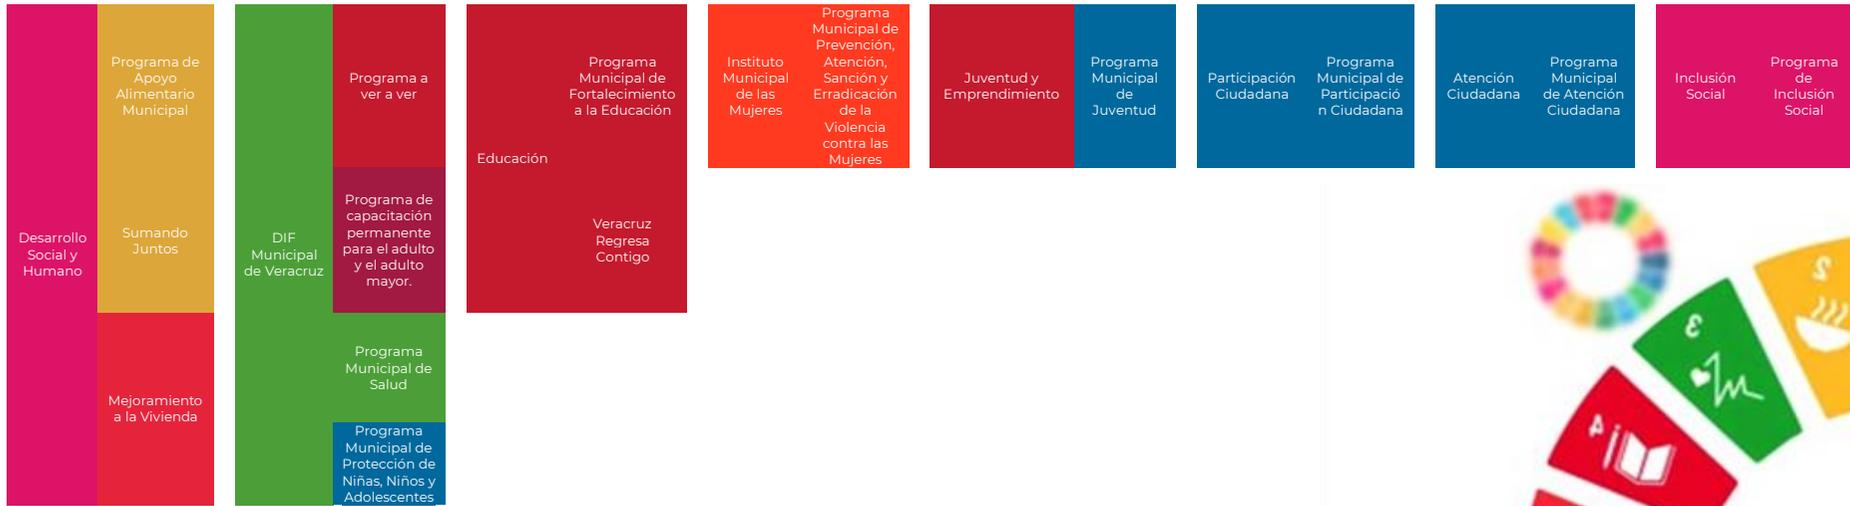 Desarrollo
Social y
Humano
Programa de
Apoyo
Alimentario
Municipal
Sumando
Juntos
Mejoramiento
a la Vivienda
DIF
Municipal
de Veracruz
Programa a
ver a ver
Programa de
capacitación
permanente
para el adulto
y el adulto
mayor.
Programa
Municipal de
Salud
Programa
Municipal de
Protección de
Niñas, Niños y
Adolescentes
Educación
Programa
Municipal de
Fortalecimiento
a la Educación
Veracruz
Regresa
Contigo
Instituto
Municipal
de las
Mujeres
Programa
Municipal de
Prevención,
Atención,
Sanción y
Erradicación
de la
Violencia
contra las
Mujeres
Juventud y
Emprendimiento
Programa
Municipal
de
Juventud
Participación
Ciudadana
Programa
Municipal de
Participació
n Ciudadana
Atención
Ciudadana
Programa
Municipal
de Atención
Ciudadana
Inclusión
Social
Programa
de
Inclusión
Social
2
3
4